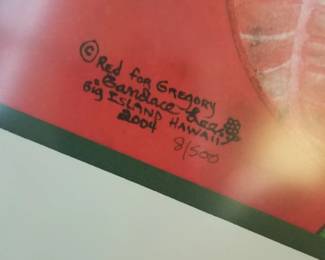 © Red for Gregory
Candace Lee
Big Island Hawaii
2004
8/500